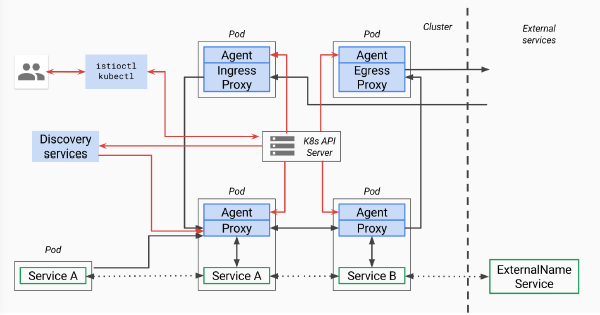 Pod
Pod
Cluster
External
services
Agent
Ingress
Proxy
Agent
Egress
Proxy
istioctl
kubectl
K8s API
Server
Discovery
services
Pod
Pod
Agent
Proxy
Agent
Proxy
Pod
Service A
Service A
Service B
ExternalName
Service